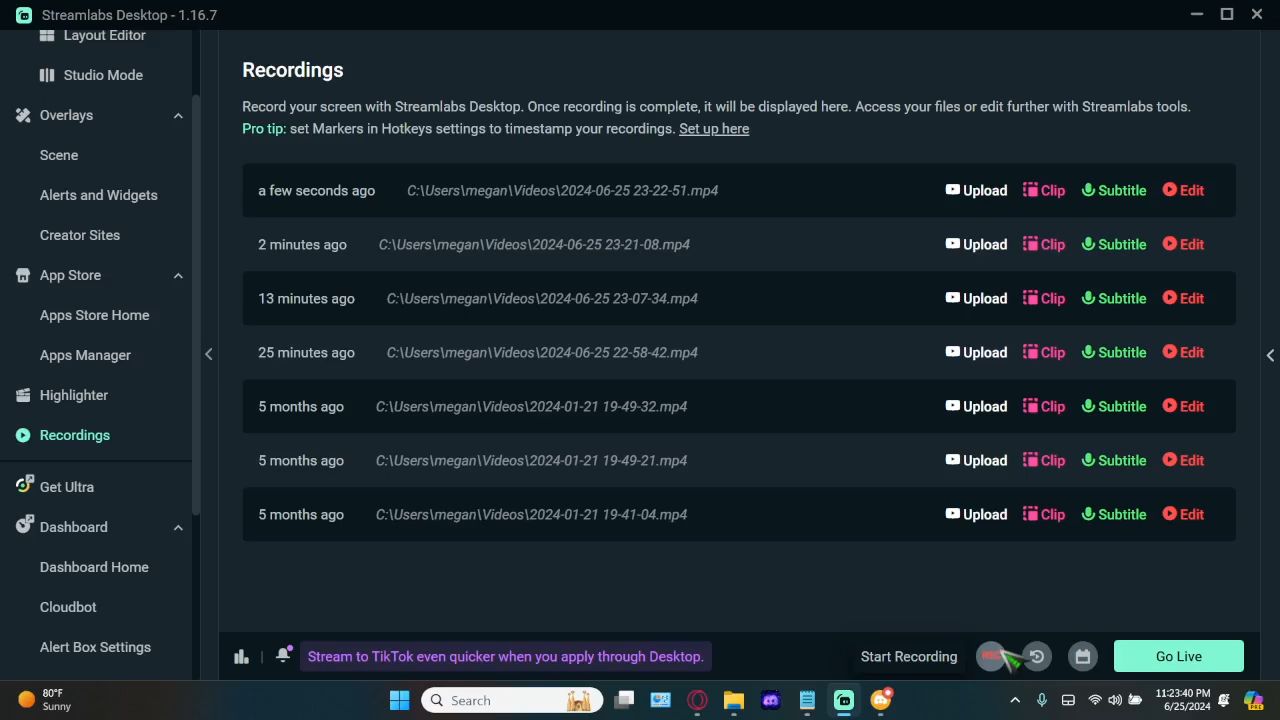 Streamlabs Desktop - 1.16.7
Layout Editor
Studio Mode
Overlays
Scene
Alerts and Widgets
Creator Sites
App Store
Apps Store Home
Apps Manager
Highlighter
Recordings
Get Ultra
Dashboard
Dashboard Home
Cloudbot
Alert Box Settings
Recordings
Record your screen with Streamlabs Desktop. Once recording is complete, it will be displayed here. Access your files or edit further with Streamlabs tools.
Pro tip: set Markers in Hotkeys settings to timestamp your recordings. Set up here
a few seconds ago C:\Users\megan\Videos\2024-06-25 23-22-51.mp4 Upload Clip Subtitle Edit
2 minutes ago C:\Users\megan\Videos\2024-06-25 23-21-08.mp4 Upload Clip Subtitle Edit
13 minutes ago C:\Users\megan\Videos\2024-06-25 23-07-34.mp4 Upload Clip Subtitle Edit
25 minutes ago C:\Users\megan\Videos\2024-06-25 22-58-42.mp4 Upload Clip Subtitle Edit
5 months ago C:\Users\megan\Videos\2024-01-21 19-49-32.mp4 Upload Clip Subtitle Edit
5 months ago C:\Users\megan\Videos\2024-01-21 19-49-21.mp4 Upload Clip Subtitle Edit
5 months ago C:\Users\megan\Videos\2024-01-21 19-41-04.mp4 Upload Clip Subtitle Edit
Stream to TikTok even quicker when you apply through Desktop. Start Recording REC Go Live
80°F
Sunny
Search
11:23:40 PM
6/25/2024